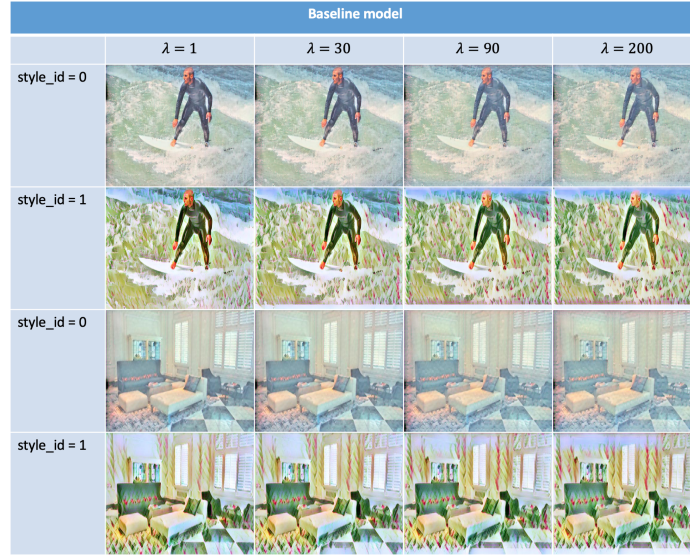 Baseline model
λ = 1 λ = 30 λ = 90 λ = 200
style_id = 0
style_id = 1
style_id = 0
style_id = 1